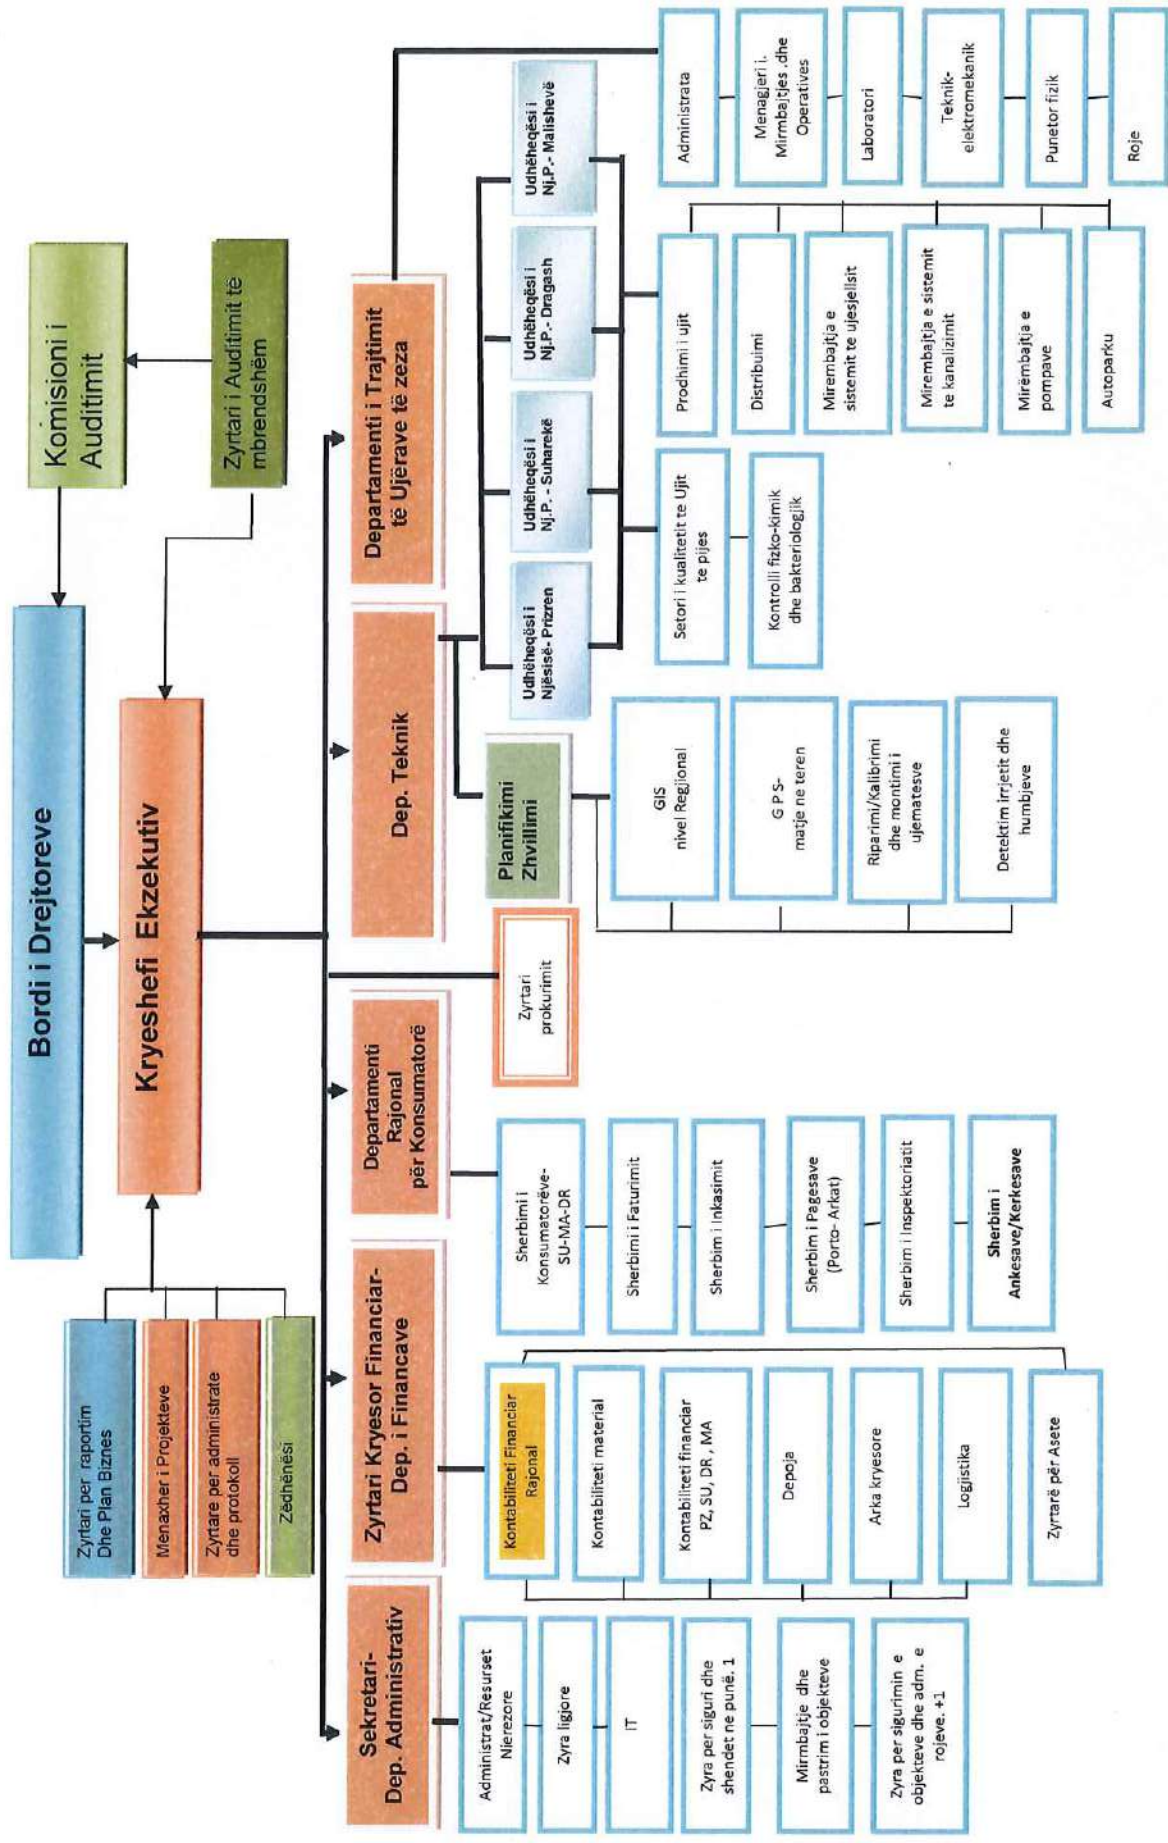 Bordi i Drejtoreve
Komisioni i
Auditimit
Kryeshefi Ekzekutiv
Zyrtari i Auditimit të
mbrendshëm
Zyrtari per raportim
Dhe Plan Biznes
Menaxher i Projekteve
Zyrtare per administrate
dhe protokoll
Zëdhënësi
Sekretari-
Dep. Administrativ
Zyrtari Kryesor Financiar-
Dep. i Financave
Departamenti
Rajonal
për Konsumatorë
Dep. Teknik
Departamenti i Trajtimit
të Ujërave të zeza
Administrat/Resurset
Nierezore
Zyra ligjore
IT
Zyra per siguri dhe
shendet ne punë. 1
Mirmbajtje dhe
pastrim i objekteve
Zyra per sigurimin e
objekteve dhe adm. e
rojeve. +1
Kontabiliteti Financiar
Rajonal
Kontabiliteti material
Kontabiliteti financiar
PZ, SU, DR , MA
Depoja
Arka kryesore
Logjistika
Zyrtarë për Asete
Sherbimi i
Konsumatorëve-
SU-MA-DR
Sherbimi i Faturimit
Sherbim i Inkasimit
Sherbim i Pagesave
(Porto- Arkat)
Sherbim i Inspektoriatit
Sherbim i
Ankesave/Kerkesave
Zyrtari
prokurimit
Planifikimi
Zhvillimi
GIS
nivel Regjional
G P S-
matje ne teren
Riparimi/Kalibrimi
dhe montimi i
ujematesve
Detektim irrjetit dhe
humbjeve
Udhëheqësi i
Njësisë- Prizren
Udhëheqësi i
Nj.P. - Suharekë
Udhëheqësi i
Nj.P.- Dragash
Udhëheqësi i
Nj.P.- Malishevë
Setori i kualitetit te Ujit
te pijes
Kontrolli fizko-kimik
dhe bakteriologjik
Prodhimi i ujit
Distribuimi
Mirembajtja e
sistemit te ujesjellsit
Mirembajtja e sistemit
te kanalizimit
Mirëmbajtja e
pompave
Autoparku
Administrata
Menagjeri i.
Mirmbajtjes .dhe
Operatives
Laboratori
Teknik-
elektromekanik
Punetor fizik
Roje